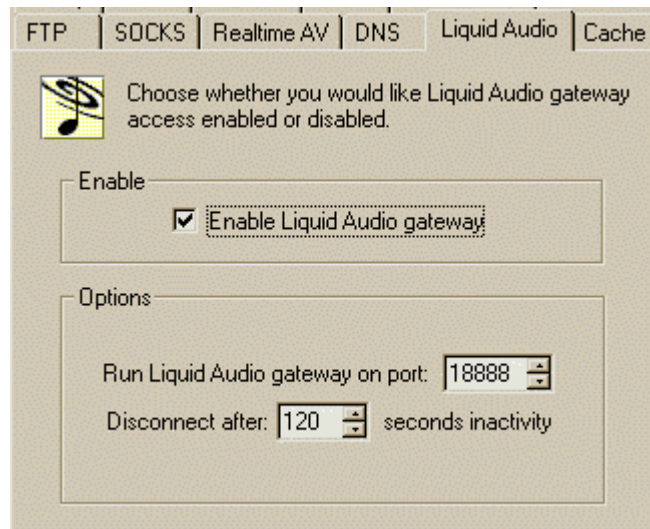 FTP SOCKS Realtime AV DNS Liquid Audio Cache
Choose whether you would like Liquid Audio gateway
access enabled or disabled.
Enable
Enable Liquid Audio gateway
Options
Run Liquid Audio gateway on port: 18888
Disconnect after: 120 seconds inactivity